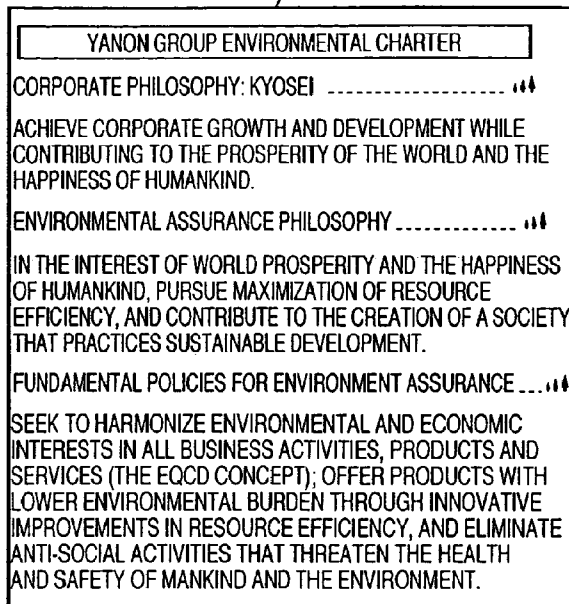 YANON GROUP ENVIRONMENTAL CHARTER
CORPORATE PHILOSOPHY: KYOSEI -------------------
ACHIEVE CORPORATE GROWTH AND DEVELOPMENT WHILE
CONTRIBUTING TO THE PROSPERITY OF THE WORLD AND THE
HAPPINESS OF HUMANKIND.
ENVIRONMENTAL ASSURANCE PHILOSOPHY -------------
IN THE INTEREST OF WORLD PROSPERITY AND THE HAPPINESS
OF HUMANKIND, PURSUE MAXIMIZATION OF RESOURCE
EFFICIENCY, AND CONTRIBUTE TO THE CREATION OF A SOCIETY
THAT PRACTICES SUSTAINABLE DEVELOPMENT.
FUNDAMENTAL POLICIES FOR ENVIRONMENT ASSURANCE ---
SEEK TO HARMONIZE ENVIRONMENTAL AND ECONOMIC
INTERESTS IN ALL BUSINESS ACTIVITIES, PRODUCTS AND
SERVICES (THE EQCD CONCEPT); OFFER PRODUCTS WITH
LOWER ENVIRONMENTAL BURDEN THROUGH INNOVATIVE
IMPROVEMENTS IN RESOURCE EFFICIENCY, AND ELIMINATE
ANTI-SOCIAL ACTIVITIES THAT THREATEN THE HEALTH
AND SAFETY OF MANKIND AND THE ENVIRONMENT.